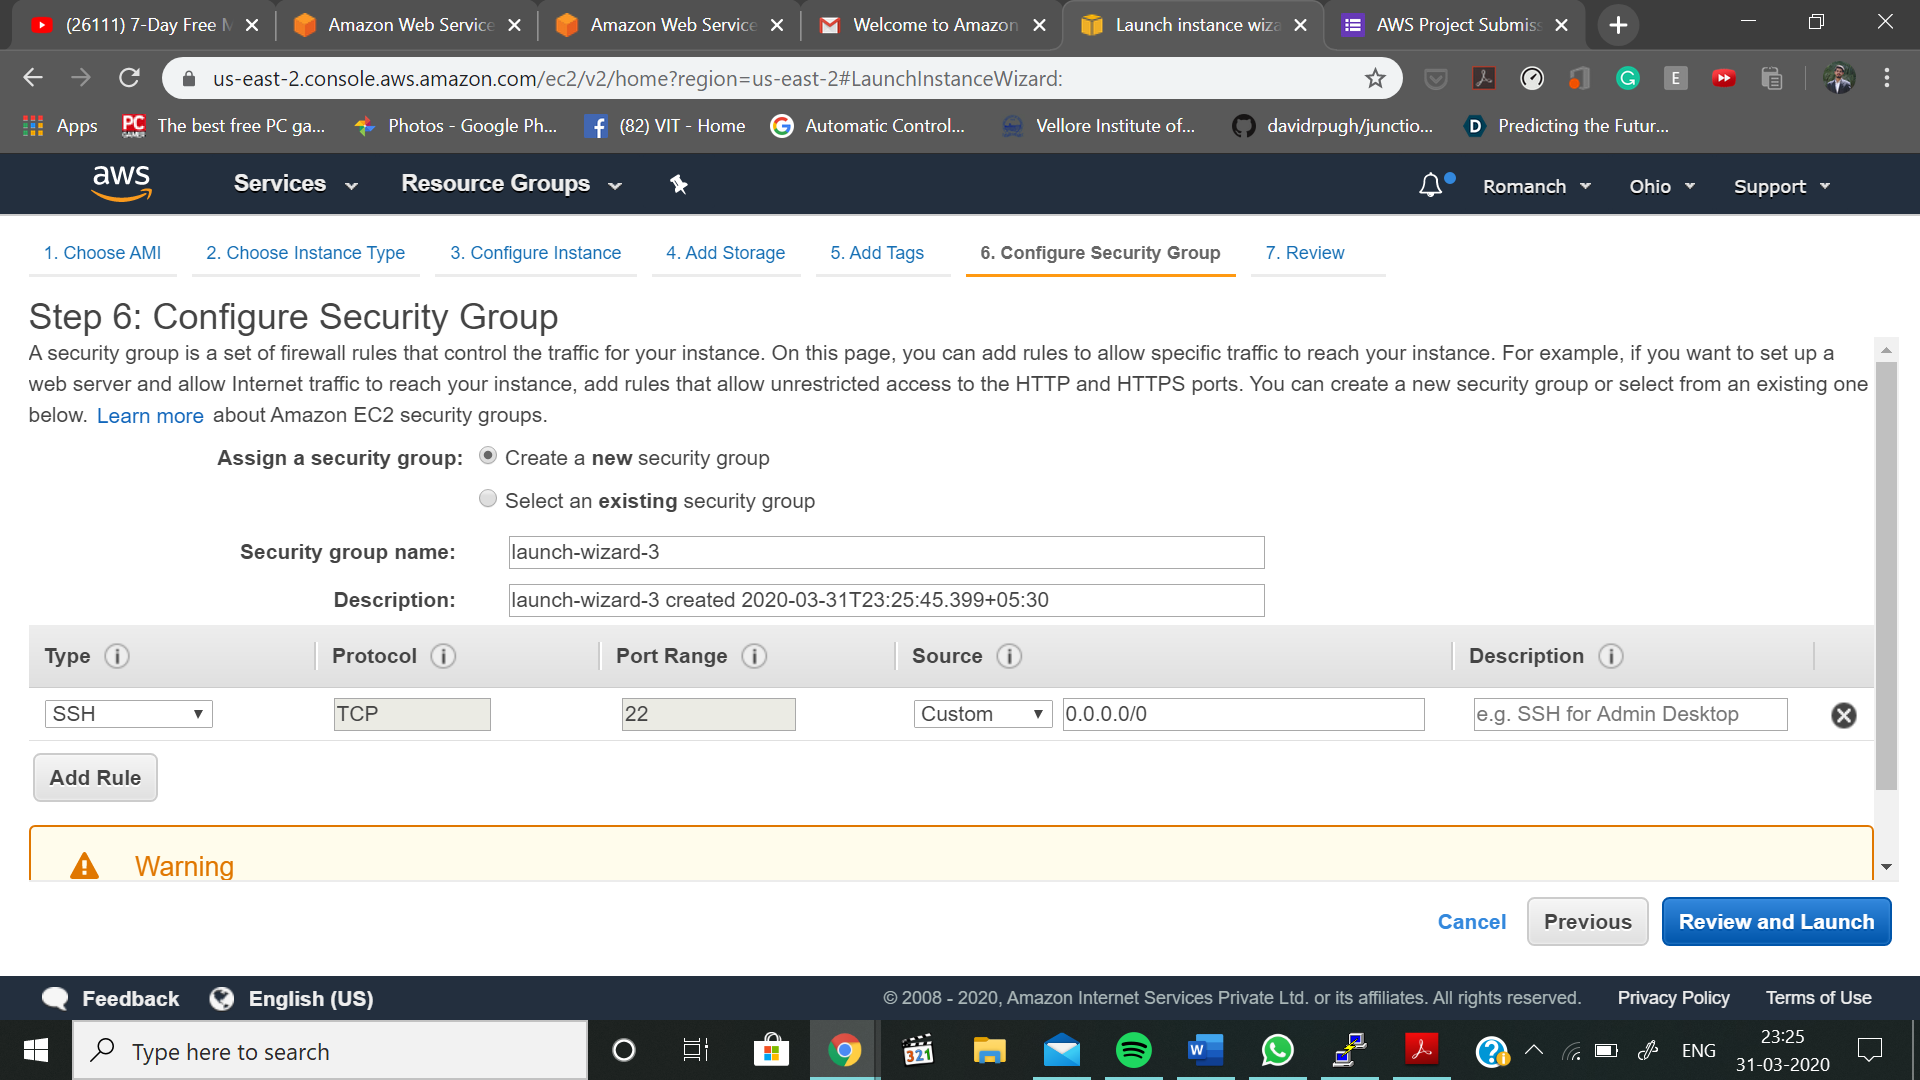 (26111) 7-Day Free
Amazon Web Service
Amazon Web Service
Welcome to Amazon
Launch instance wiza
AWS Project Submiss
us-east-2.console.aws.amazon.com/ec2/v2/home?region=us-east-2#LaunchInstanceWizard:
Apps
The best free PC ga...
Photos - Google Ph...
(82) VIT - Home
Automatic Control...
Vellore Institute of...
davidrpugh/junctio...
Predicting the Futur...
aws
Services
Resource Groups
Romanch
Ohio
Support
1. Choose AMI
2. Choose Instance Type
3. Configure Instance
4. Add Storage
5. Add Tags
6. Configure Security Group
7. Review
Step 6: Configure Security Group
A security group is a set of firewall rules that control the traffic for your instance. On this page, you can add rules to allow specific traffic to reach your instance. For example, if you want to set up a
web server and allow Internet traffic to reach your instance, add rules that allow unrestricted access to the HTTP and HTTPS ports. You can create a new security group or select from an existing one
below. Learn more about Amazon EC2 security groups.
Assign a security group:
Create a new security group
Select an existing security group
Security group name:
launch-wizard-3
Description:
launch-wizard-3 created 2020-03-31T23:25:45.399+05:30
Type
Protocol
Port Range
Source
Description
SSH
TCP
22
Custom
0.0.0.0/0
e.g. SSH for Admin Desktop
Add Rule
Warning
Cancel
Previous
Review and Launch
Feedback
English (US)
© 2008 - 2020, Amazon Internet Services Private Ltd. or its affiliates. All rights reserved.
Privacy Policy
Terms of Use
Type here to search
321
ENG
23:25
31-03-2020